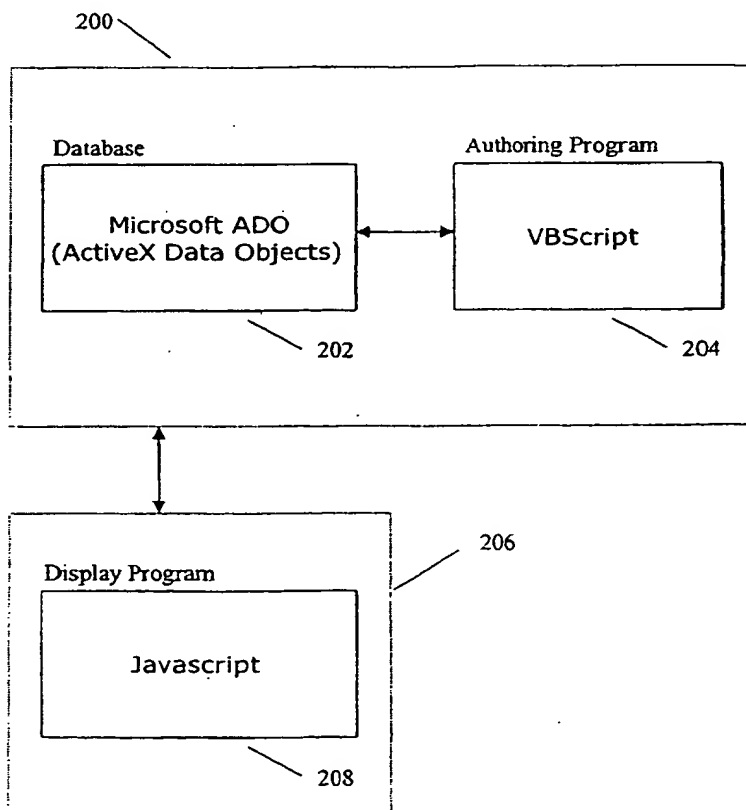 200
Database
Authoring Program
Microsoft ADO
(ActiveX Data Objects)
VBScript
202
204
206
Display Program
Javascript
208